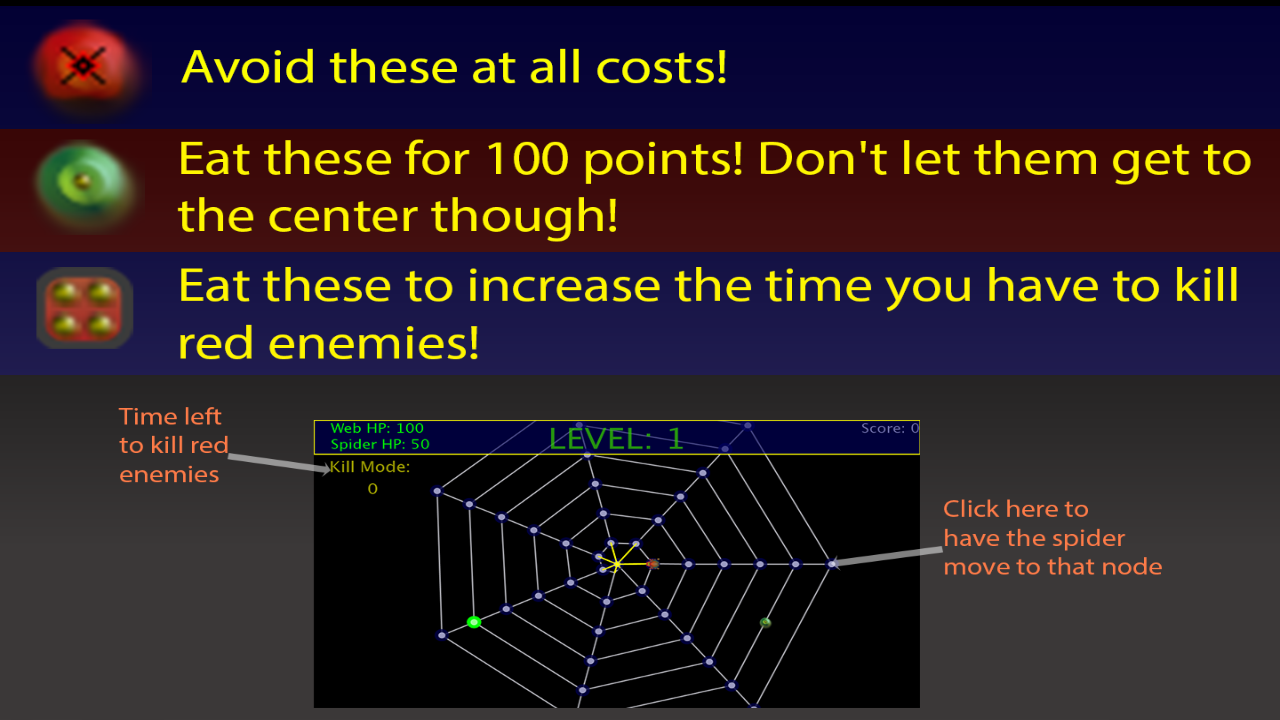 Avoid these at all costs!
Eat these for 100 points! Don't let them get to
the center though!
Eat these to increase the time you have to kill
red enemies!
Time left
to kill red
enemies
Web HP: 100
Spider HP: 50
LEVEL: 1
Score: 0
Kill Mode:
0
Click here to
have the spider
move to that node